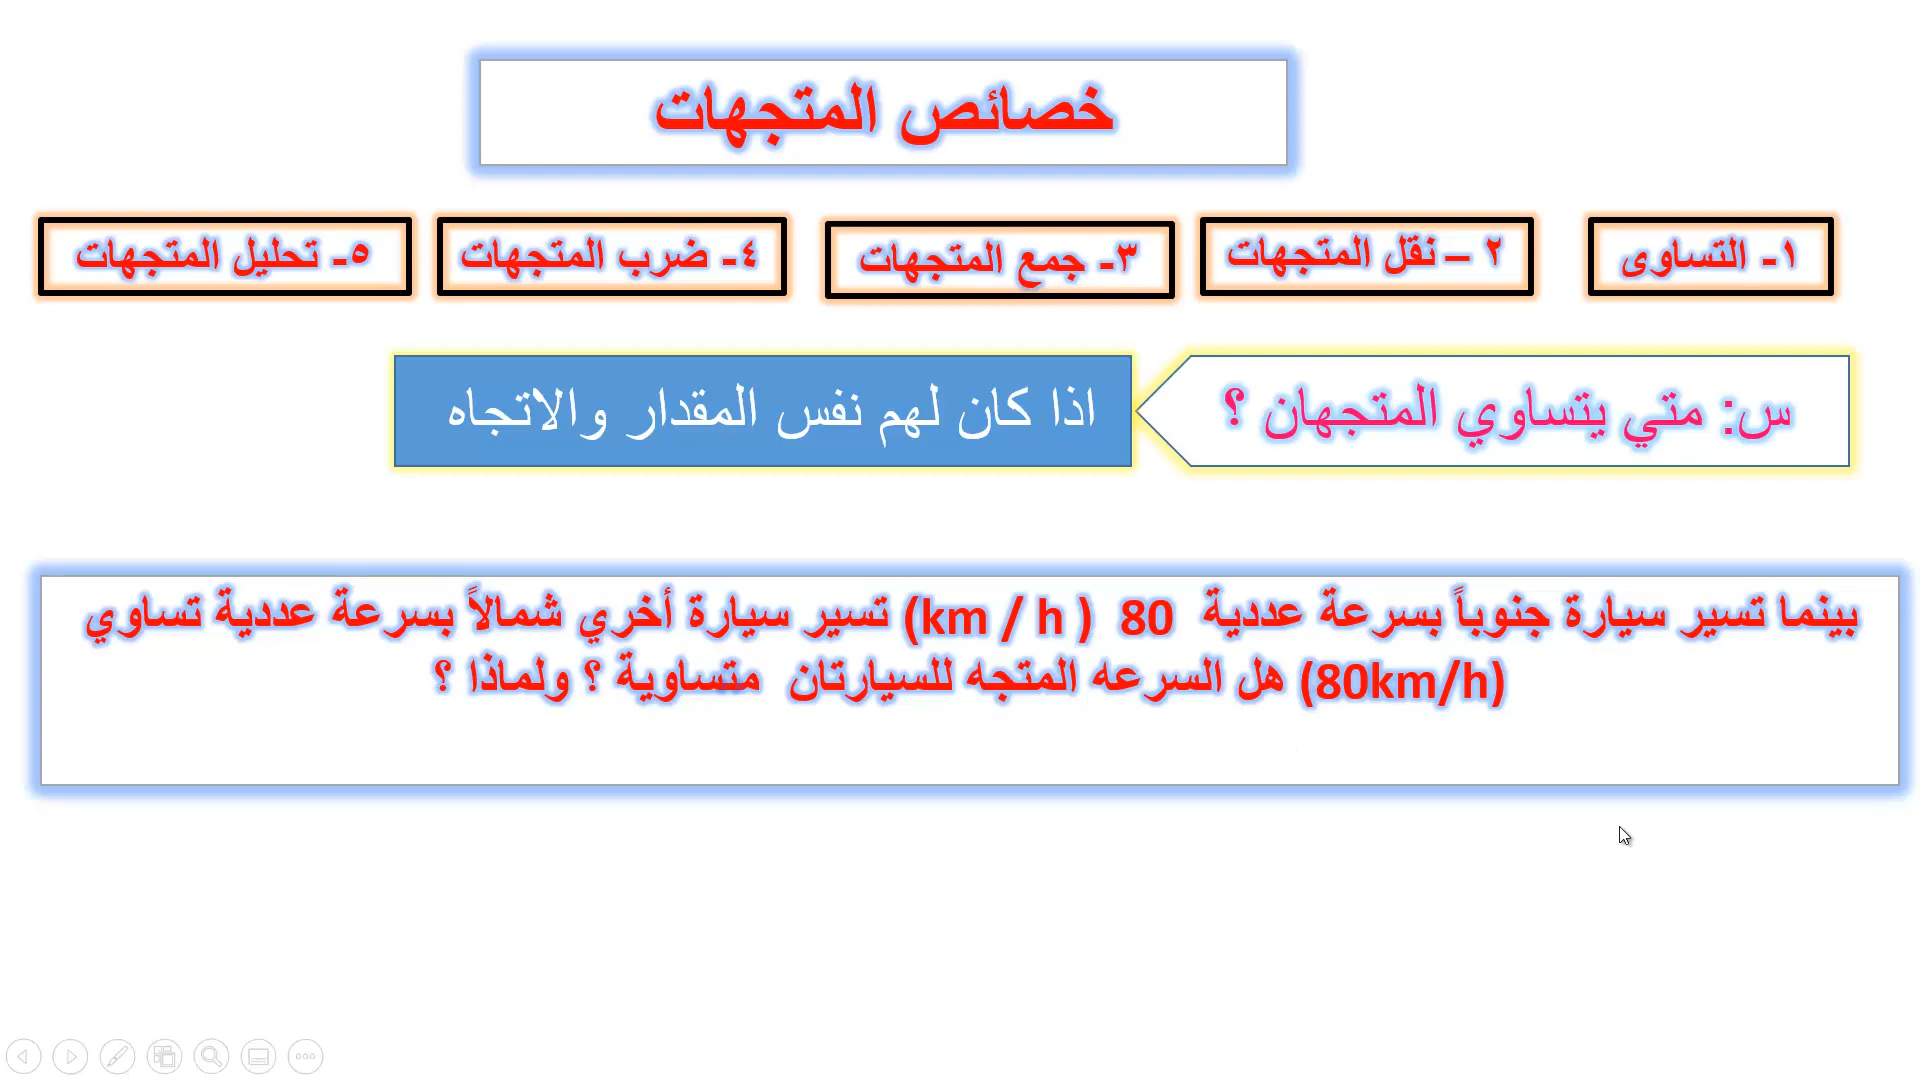 خصائص المتجهات
١- التساوى
٢ – نقل المتجهات
٣- جمع المتجهات
٤- ضرب المتجهات
٥- تحليل المتجهات
س: متي يتساوي المتجهان ؟
اذا كان لهم نفس المقدار والاتجاه
بينما تسير سيارة جنوباً بسرعة عددية 80 (km / h ) تسير سيارة أخري شمالاً بسرعة عددية تساوي
(80km/h) هل السرعه المتجه للسيارتان متساوية ؟ ولماذا ؟